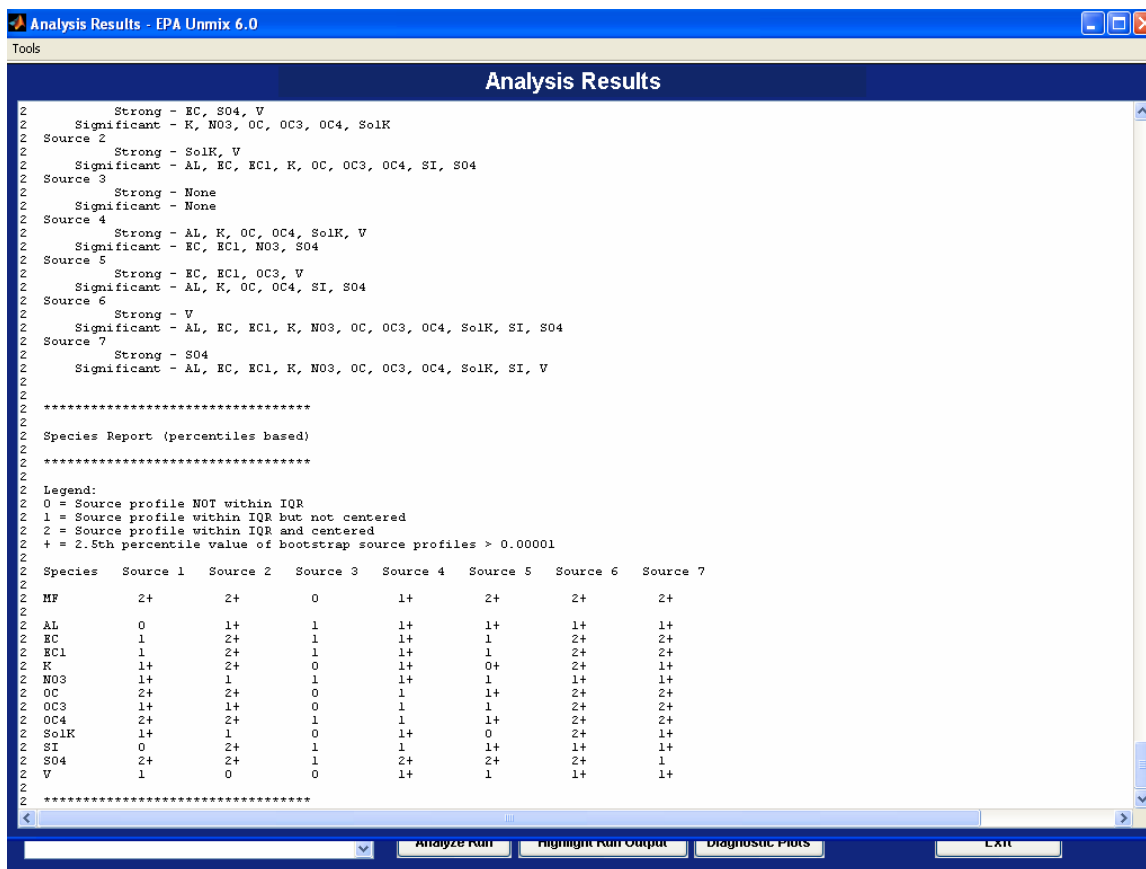 Analysis Results - EPA Unmix 6.0
Tools
Analysis Results
2 Strong - EC, SO4, V
2 Significant - K, NO3, OC, OC3, OC4, SolK
2 Source 2
2 Strong - SolK, V
2 Significant - AL, EC, EC1, K, OC, OC3, OC4, SI, SO4
2 Source 3
2 Strong - None
2 Significant - None
2 Source 4
2 Strong - AL, K, OC, OC4, SolK, V
2 Significant - EC, EC1, NO3, SO4
2 Source 5
2 Strong - EC, EC1, OC3, V
2 Significant - AL, K, OC, OC4, SI, SO4
2 Source 6
2 Strong - V
2 Significant - AL, EC, EC1, K, NO3, OC, OC3, OC4, SolK, SI, SO4
2 Source 7
2 Strong - SO4
2 Significant - AL, EC, EC1, K, NO3, OC, OC3, OC4, SolK, SI, V
2
2
2 **********************************
2
2 Species Report (percentiles based)
2
2 **********************************
2
2 Legend:
2 0 = Source profile NOT within IQR
2 1 = Source profile within IQR but not centered
2 2 = Source profile within IQR and centered
2 + = 2.5th percentile value of bootstrap source profiles > 0.00001
2
2 Species Source 1 Source 2 Source 3 Source 4 Source 5 Source 6 Source 7
2
2 MF 2+ 2+ 0 1+ 2+ 2+ 2+
2
2 AL 0 1+ 1 1+ 1+ 1+ 1+
2 EC 1 2+ 1 1+ 1 2+ 2+
2 EC1 1 2+ 1 1+ 1 2+ 2+
2 K 1+ 2+ 0 1+ 0+ 2+ 1+
2 NO3 1+ 1 1 1+ 1 1+ 1+
2 OC 2+ 2+ 0 1 1+ 2+ 2+
2 OC3 1+ 1+ 0 1 1 2+ 2+
2 OC4 2+ 2+ 1 1 1+ 2+ 2+
2 SolK 1+ 1 0 1+ 0 2+ 1+
2 SI 0 2+ 1 1 1+ 1+ 1+
2 SO4 2+ 2+ 1 2+ 2+ 2+ 1
2 V 1 0 0 1+ 1 1+ 1+
2
2 **********************************
Analyze Run Highlight Run Output Diagnostic Plots Exit